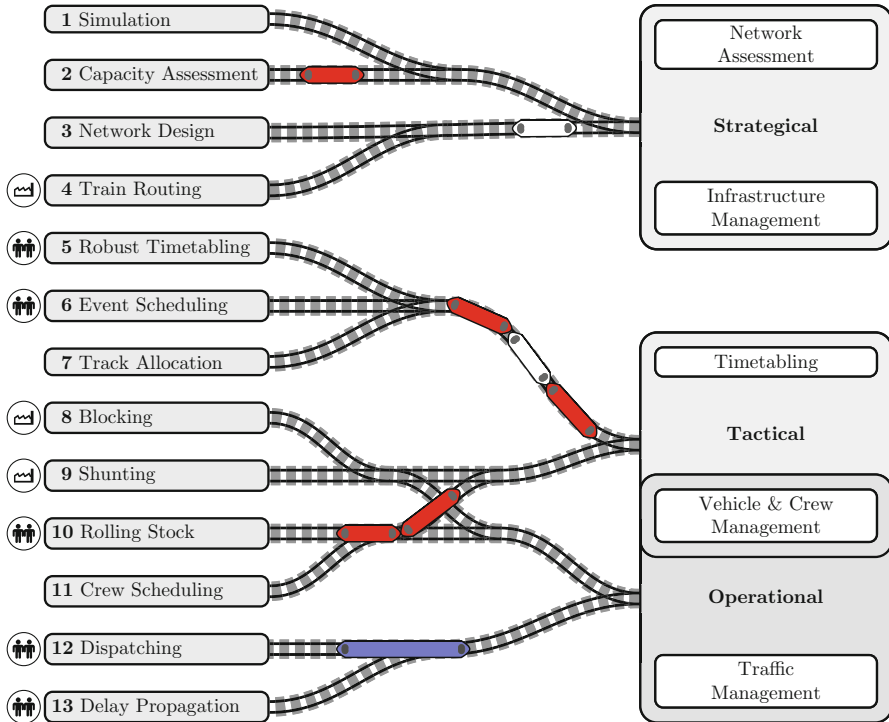 1 Simulation
2 Capacity Assessment
3 Network Design
4 Train Routing
5 Robust Timetabling
6 Event Scheduling
7 Track Allocation
8 Blocking
9 Shunting
10 Rolling Stock
11 Crew Scheduling
12 Dispatching
13 Delay Propagation
Network
Assessment
Strategical
Infrastructure
Management
Timetabling
Tactical
Vehicle & Crew
Management
Operational
Traffic
Management